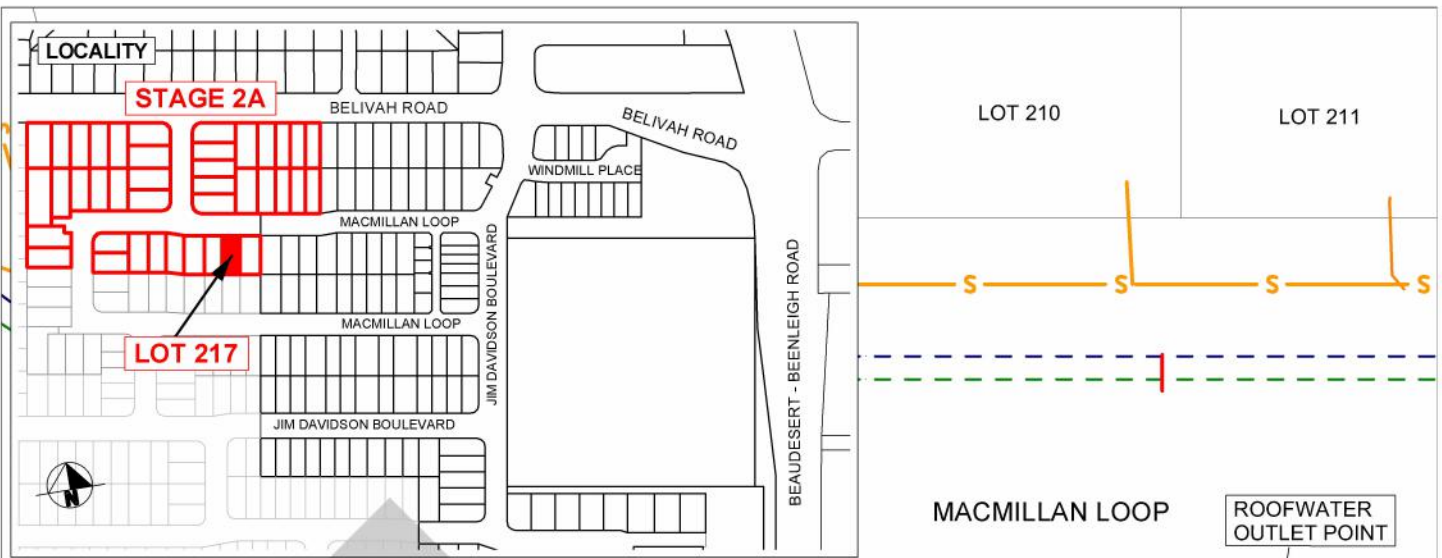 LOCALITY
STAGE 2A
BELIVAH ROAD
BELIVAH ROAD
WINDMILL PLACE
MACMILLAN LOOP
JIM DAVIDSON BOULEVARD
BEAUDESERT - BEENLEIGH ROAD
MACMILLAN LOOP
LOT 217
JIM DAVIDSON BOULEVARD
N
LOT 210
LOT 211
S
S
S
S
MACMILLAN LOOP
ROOFWATER
OUTLET POINT